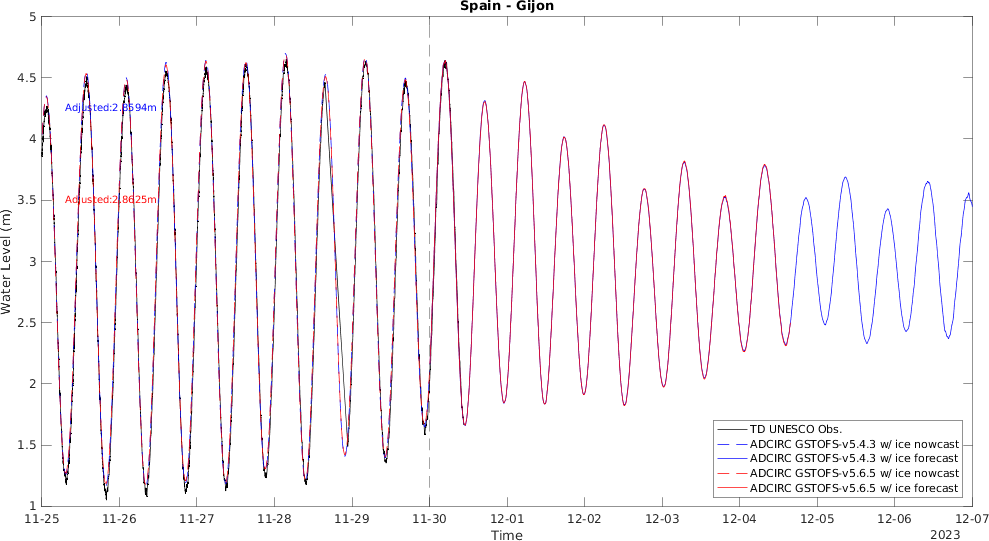 Spain - Gijon
5
4.5
4
3.5
3
2.5
2
1.5
1
Water Level (m)
Adjusted:2.8594m
Adjusted:2.8625m
TD UNESCO Obs.
ADCIRC GSTOFS-v5.4.3 w/ ice nowcast
ADCIRC GSTOFS-v5.4.3 w/ ice forecast
ADCIRC GSTOFS-v5.6.5 w/ ice nowcast
ADCIRC GSTOFS-v5.6.5 w/ ice forecast
11-25 11-26 11-27 11-28 11-29 11-30 12-01 12-02 12-03 12-04 12-05 12-06 12-07
Time
2023